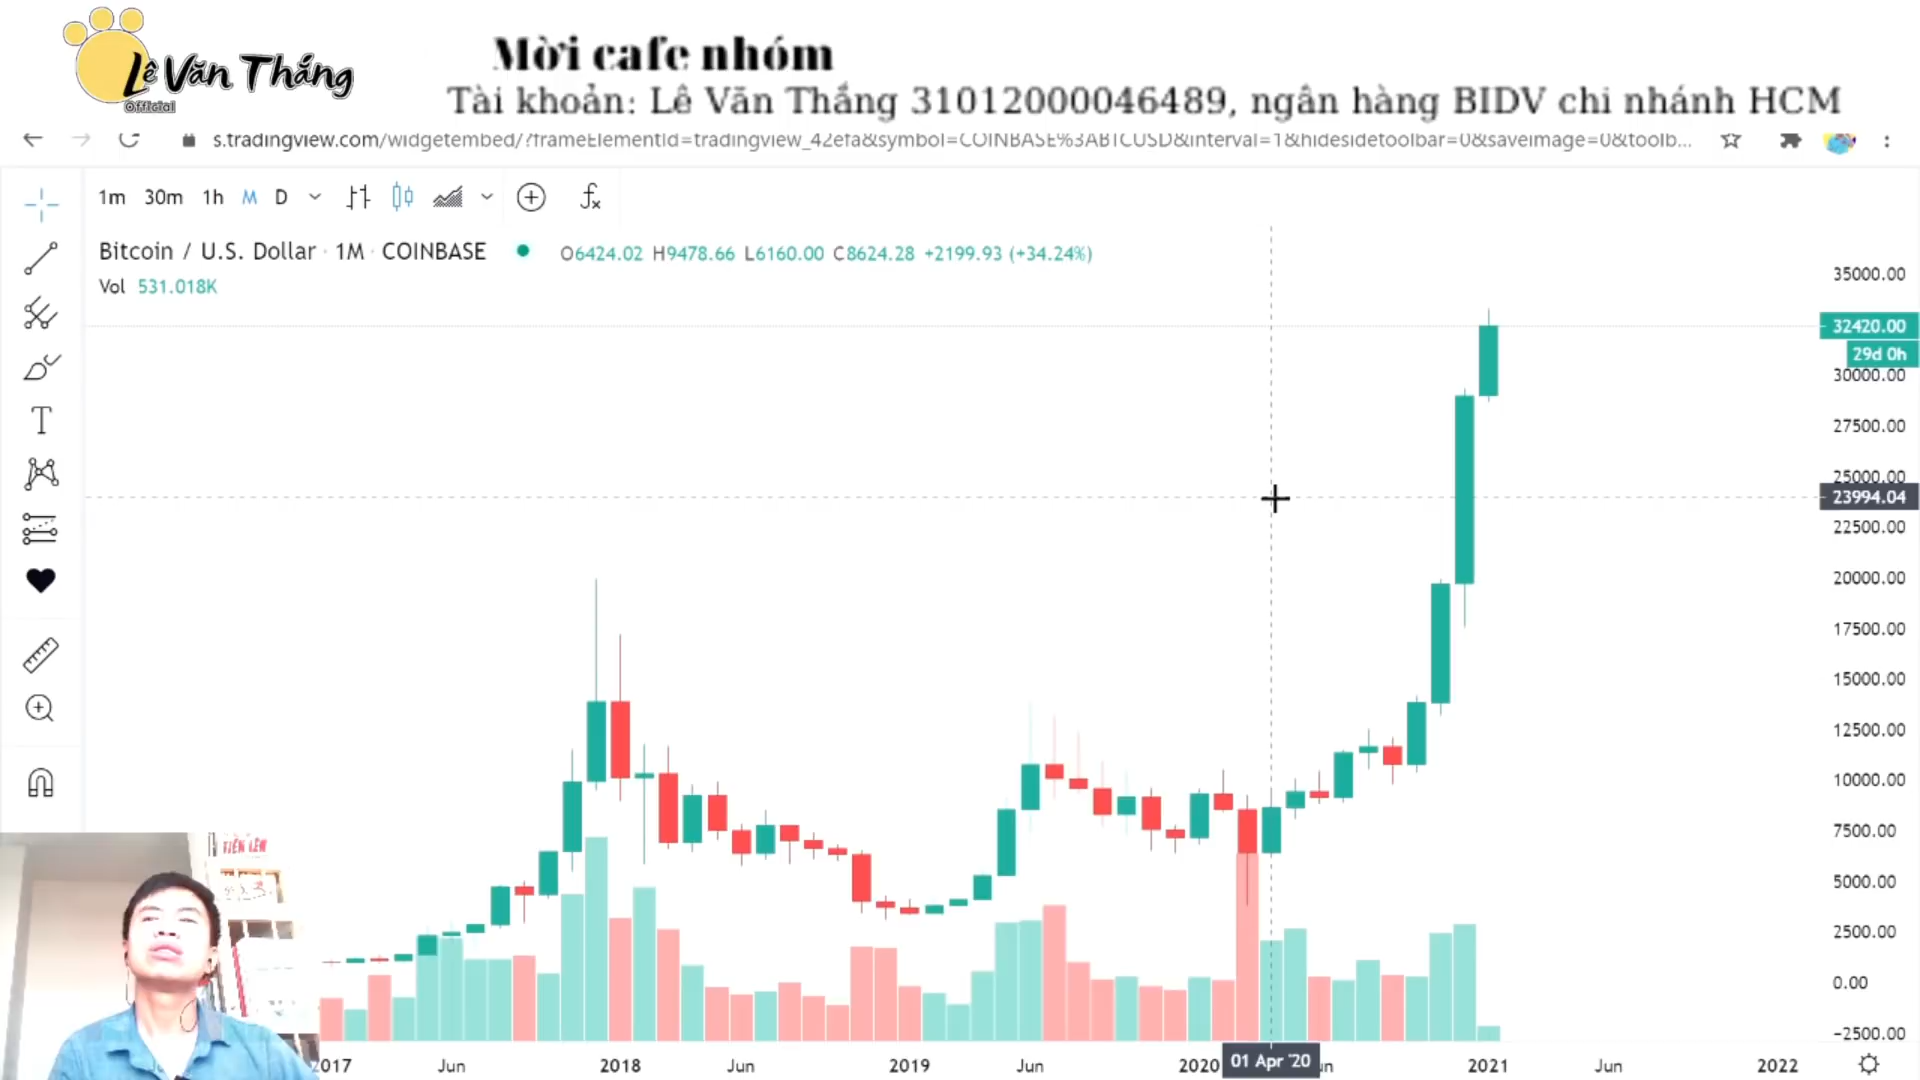 Lê Văn Thắng
Official
Mời cafe nhóm
Tài khoản: Lê Văn Thắng 31012000046489, ngân hàng BIDV chi nhánh HCM
s.tradingview.com/widgetembed/?frameElementId=tradingview_42efa&symbol=COINBASE%3ABTCUSD&interval=1&hidesidetoolbar=0&saveimage=0&toolb...
1m 30m 1h M D
Bitcoin / U.S. Dollar · 1M · COINBASE O6424.02 H9478.66 L6160.00 C8624.28 +2199.93 (+34.24%)
Vol 531.018K
35000.00
32420.00
29d 0h
30000.00
27500.00
25000.00
23994.04
22500.00
20000.00
17500.00
15000.00
12500.00
10000.00
7500.00
5000.00
2500.00
0.00
−2500.00
TIẾN LÊN
2017 Jun 2018 Jun 2019 Jun 2020 01 Apr '20 2021 Jun 2022